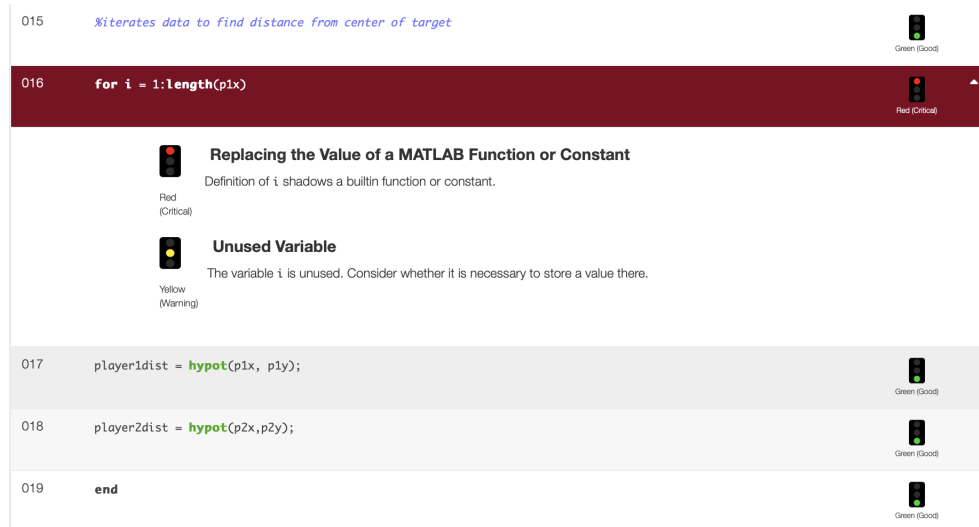 015 %iterates data to find distance from center of target
Green (Good)
016 for i = 1:length(p1x)
Red (Critical)
Replacing the Value of a MATLAB Function or Constant
Definition of i shadows a builtin function or constant.
Red
(Critical)
Unused Variable
The variable i is unused. Consider whether it is necessary to store a value there.
Yellow
(Warning)
017 player1dist = hypot(p1x, p1y);
Green (Good)
018 player2dist = hypot(p2x,p2y);
Green (Good)
019 end
Green (Good)